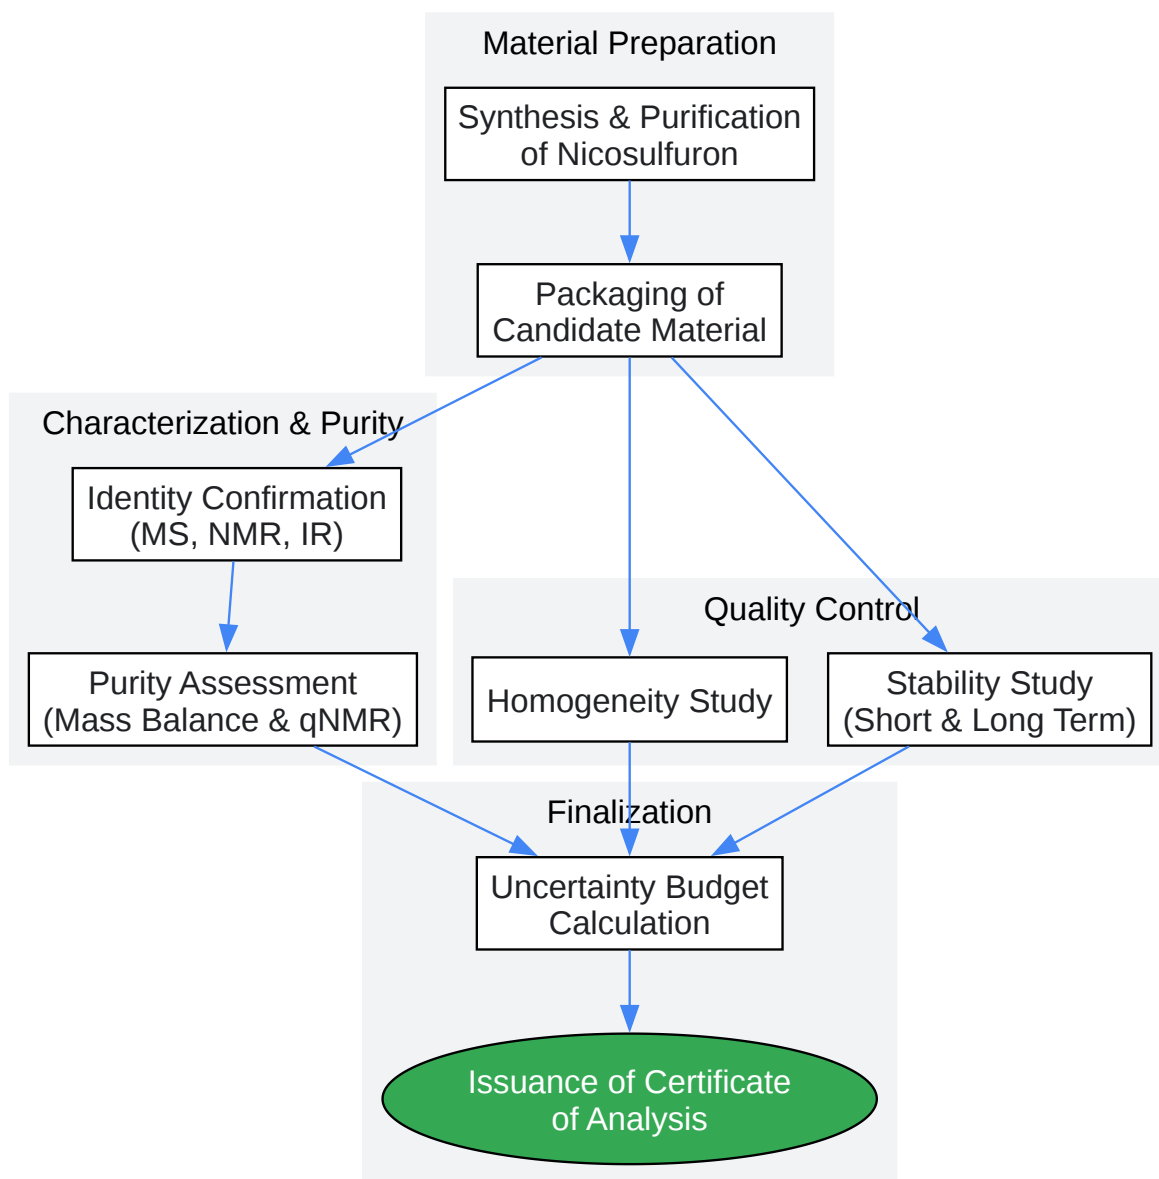 Material Preparation
Synthesis & Purification
of Nicosulfuron
Packaging of
Candidate Material
Characterization & Purity
Identity Confirmation
(MS, NMR, IR)
Purity Assessment
(Mass Balance & qNMR)
Quality Control
Homogeneity Study
Stability Study
(Short & Long Term)
Finalization
Uncertainty Budget
Calculation
Issuance of Certificate
of Analysis